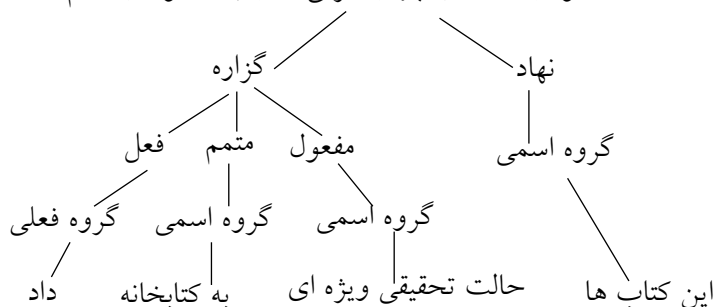 نهاد گزاره
گروه اسمی مفعول متمم فعل
گروه اسمی گروه اسمی گروه فعلی
این کتاب ها حالت تحقیقی ویژه ای به کتابخانه داد